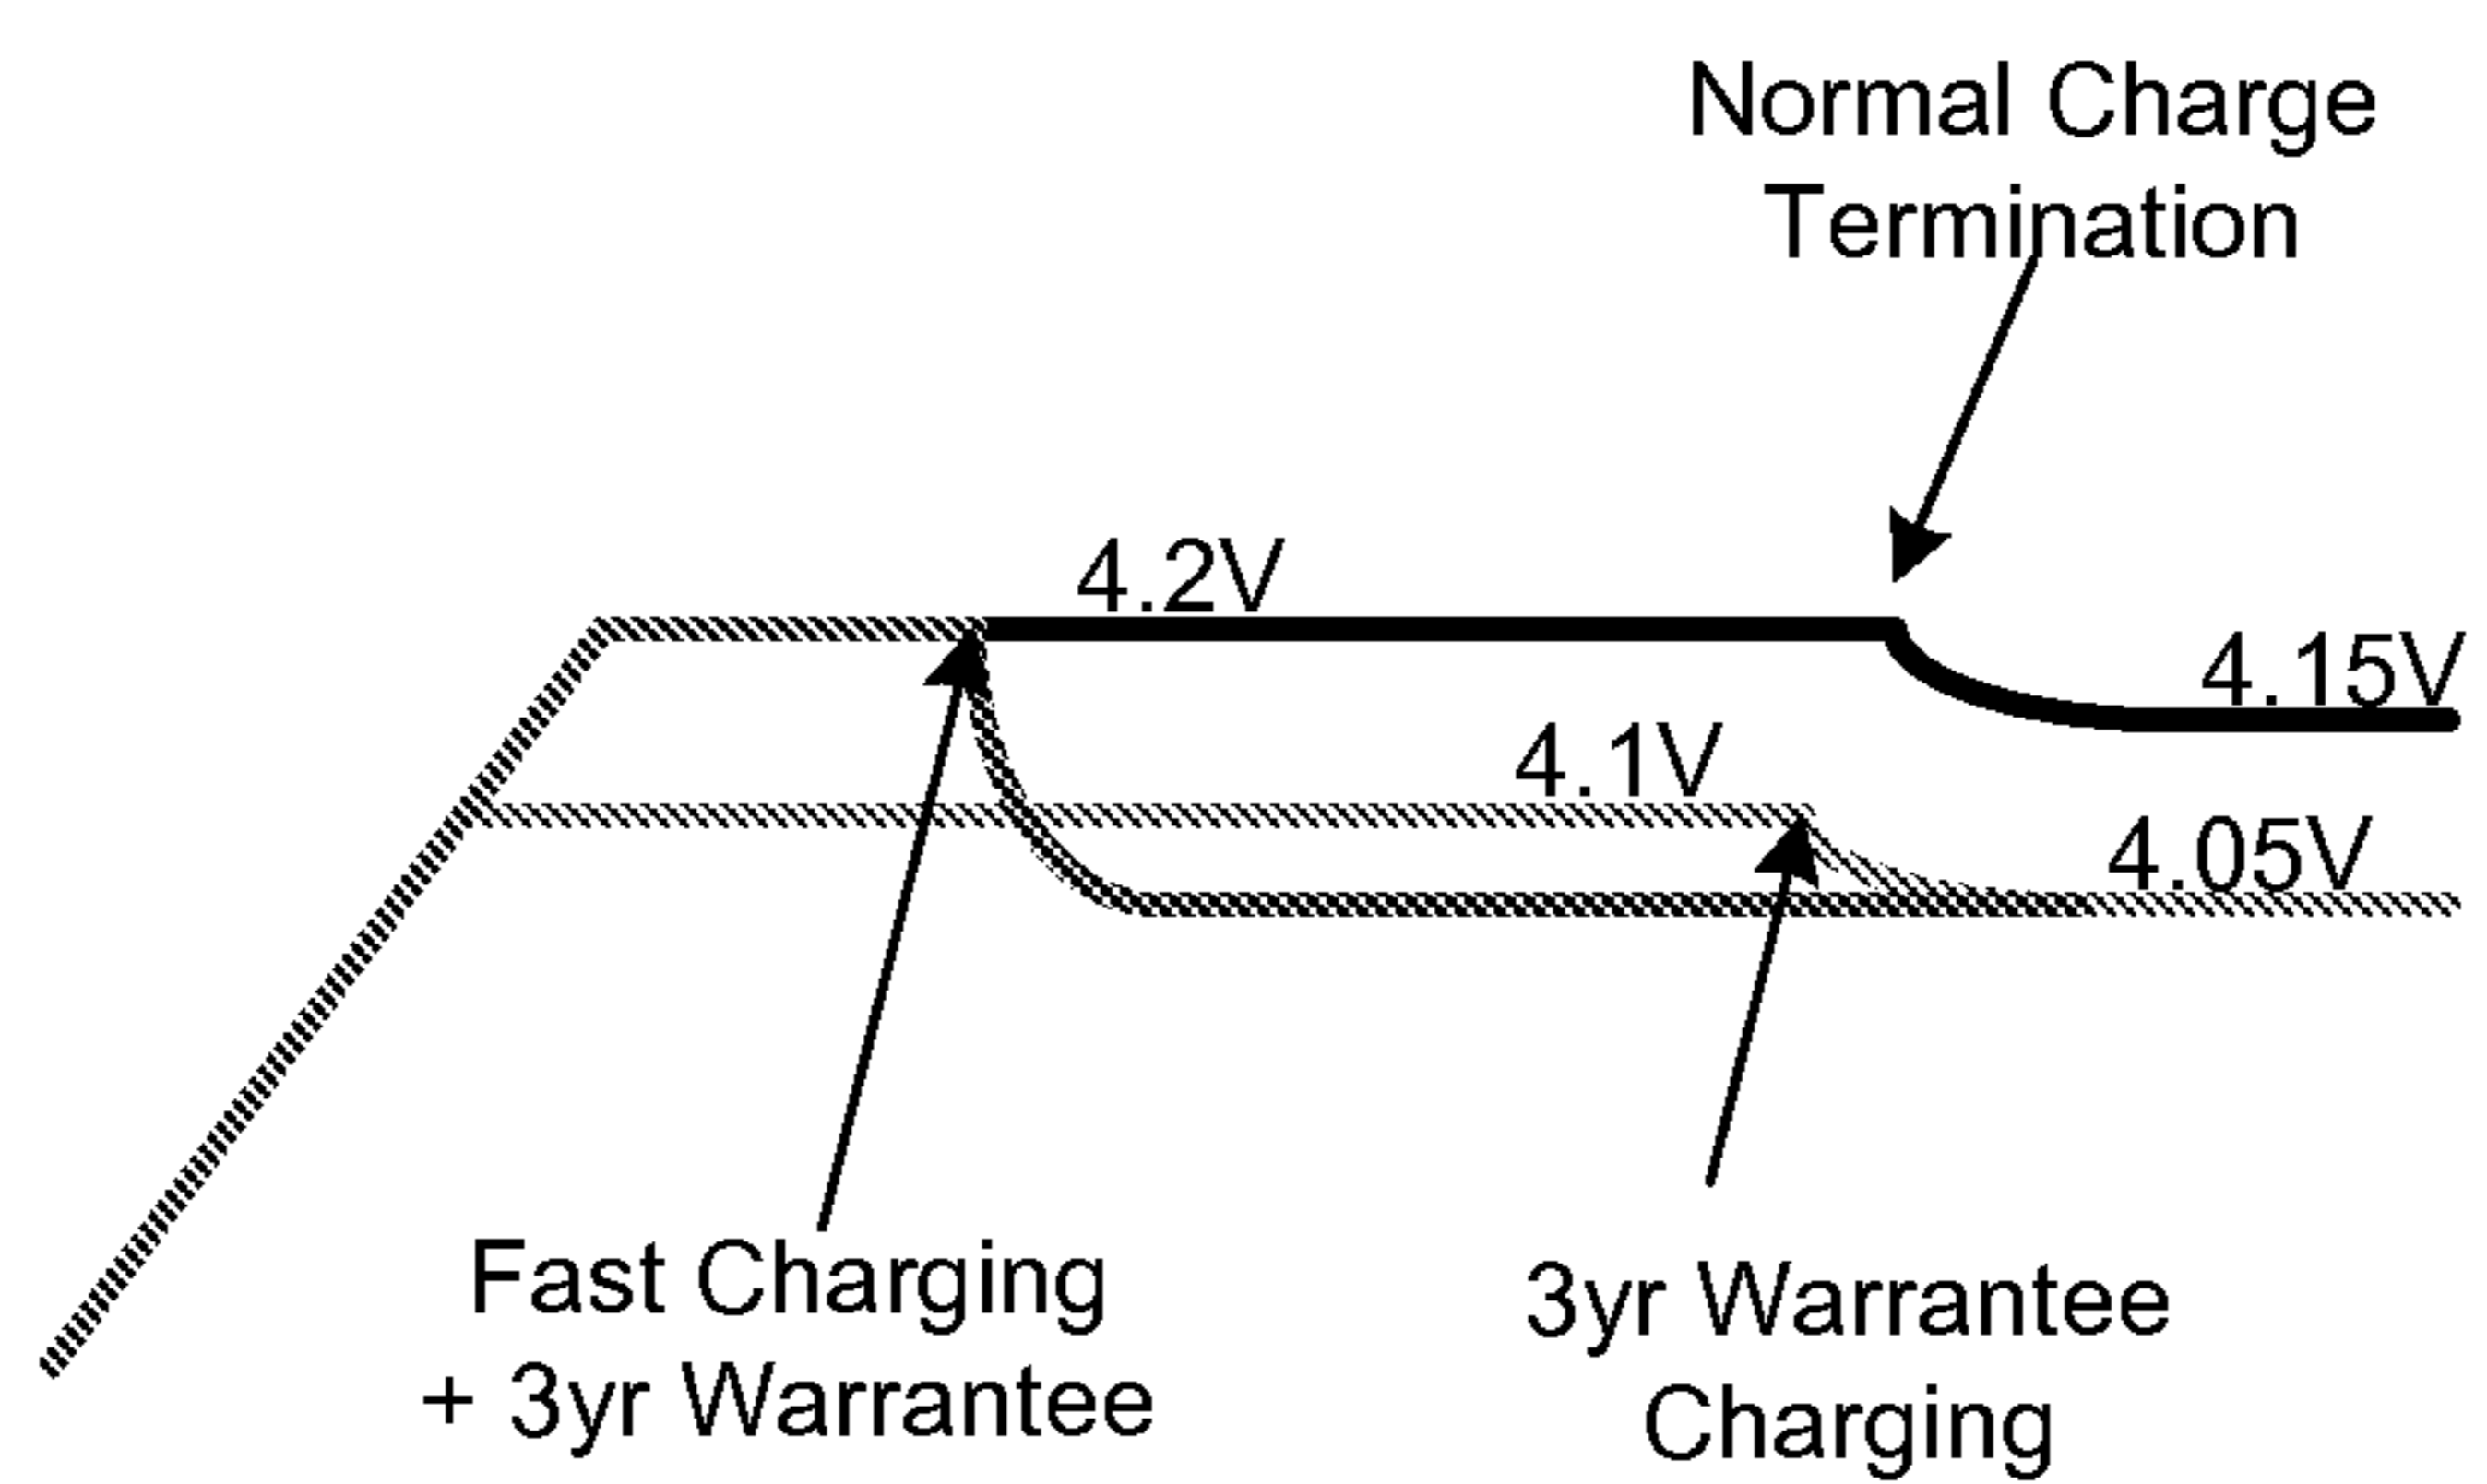 Normal Charge
Termination
4.2V
4.15V
4.1V
4.05V
Fast Charging
+ 3yr Warrantee
3yr Warrantee
Charging